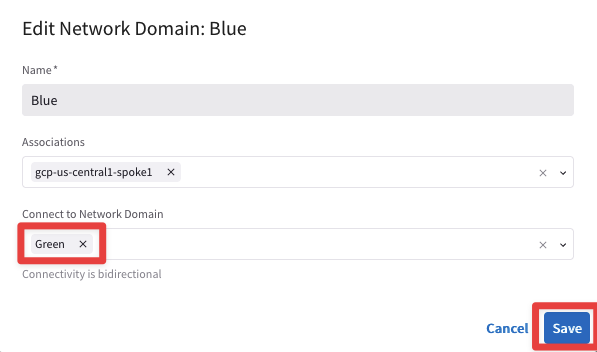 Edit Network Domain: Blue
Name*
Blue
Associations
gcp-us-central1-spoke1 ×
Connect to Network Domain
Green ×
Connectivity is bidirectional
Cancel Save